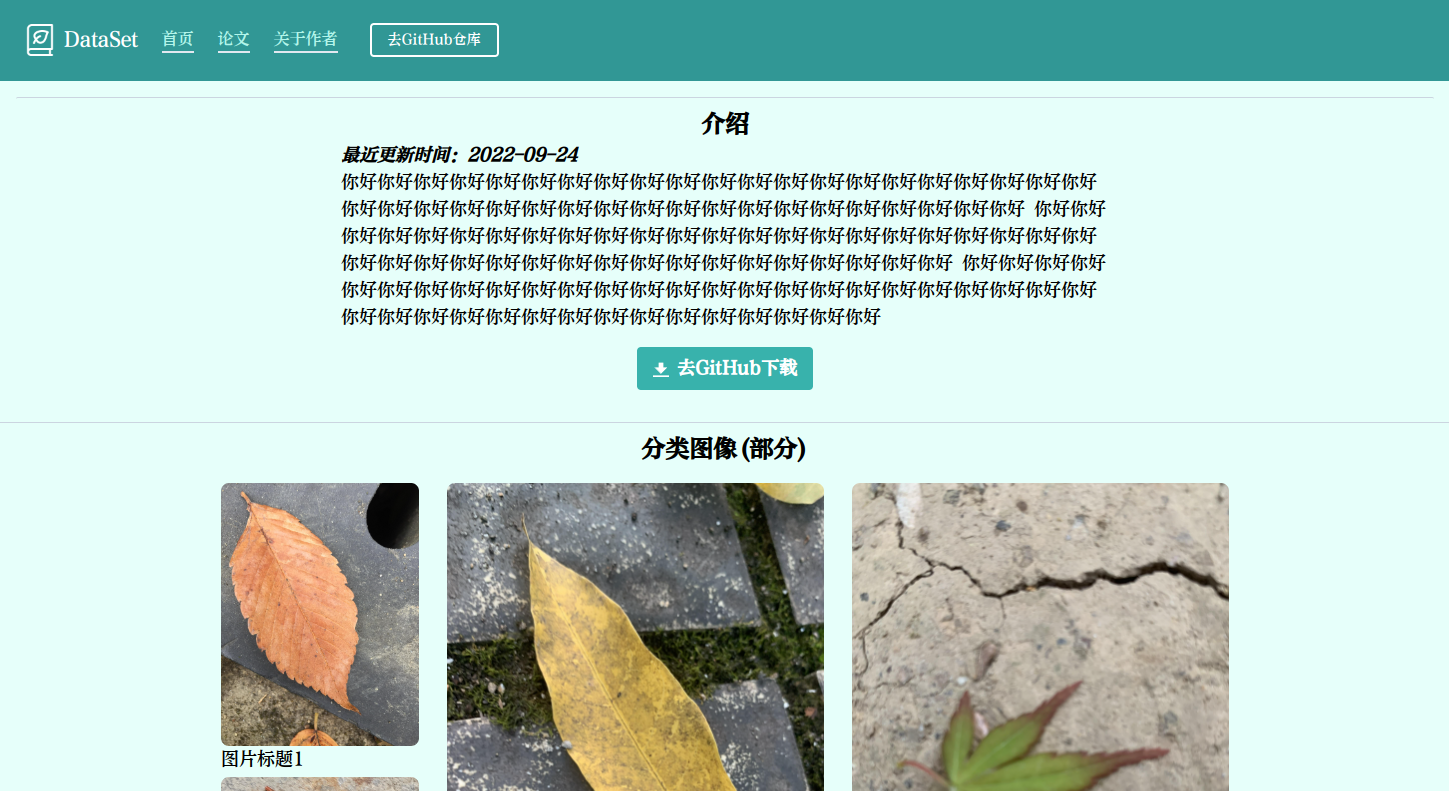 DataSet 首页 论文 关于作者 去GitHub仓库
介绍
最近更新时间：2022-09-24
你好你好你好你好你好你好你好你好你好你好你好你好你好你好你好你好你好你好你好你好你好
你好你好你好你好你好你好你好你好你好你好你好你好你好你好你好你好你好你好你好 你好你好
你好你好你好你好你好你好你好你好你好你好你好你好你好你好你好你好你好你好你好你好你好
你好你好你好你好你好你好你好你好你好你好你好你好你好你好你好你好你好 你好你好你好你好
你好你好你好你好你好你好你好你好你好你好你好你好你好你好你好你好你好你好你好你好你好
你好你好你好你好你好你好你好你好你好你好你好你好你好你好你好
去GitHub下载
分类图像(部分)
图片标题1